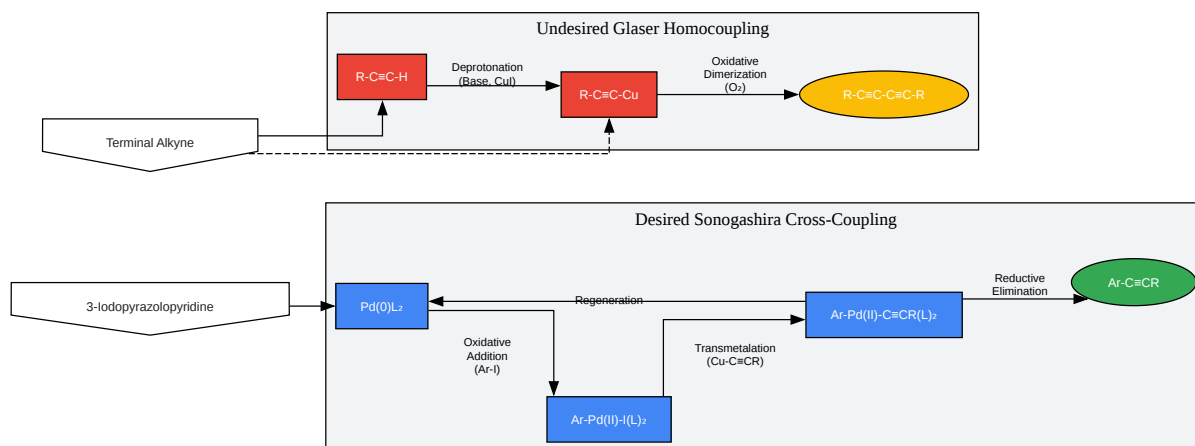 Undesired Glaser Homocoupling
R-C≡C-H
Deprotonation
(Base, CuI)
R-C≡C-Cu
Oxidative
Dimerization
(O₂)
R-C≡C-C≡C-R
Terminal Alkyne
Desired Sonogashira Cross-Coupling
3-Iodopyrazolopyridine
Pd(0)L₂
Regeneration
Oxidative
Addition
(Ar-I)
Ar-Pd(II)-I(L)₂
Transmetalation
(Cu-C≡CR)
Ar-Pd(II)-C≡CR(L)₂
Reductive
Elimination
Ar-C≡CR